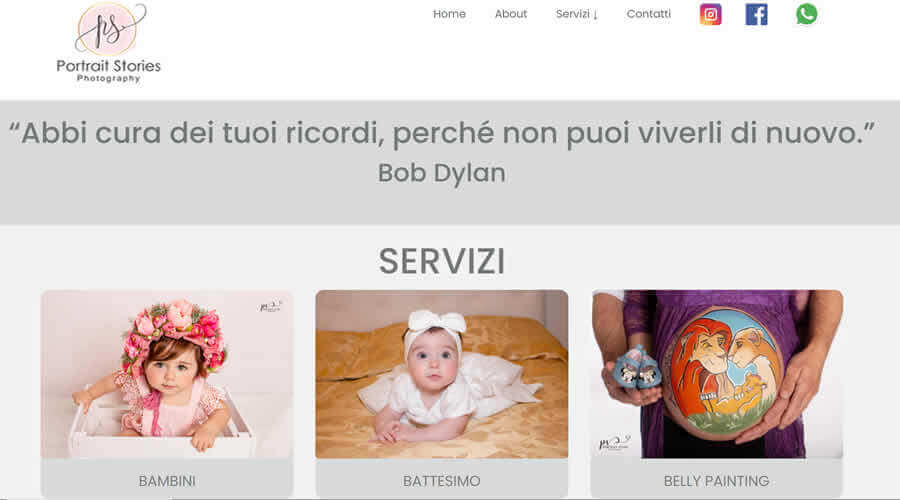 Home About Servizi ↓ Contatti
ps
Portrait Stories
Photography
“Abbi cura dei tuoi ricordi, perché non puoi viverli di nuovo.”
Bob Dylan
SERVIZI
BAMBINI
BATTESIMO
BELLY PAINTING